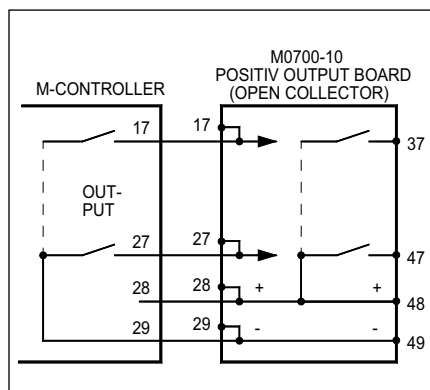 M0700-10
POSITIV OUTPUT BOARD
(OPEN COLLECTOR)
M-CONTROLLER
17 17 37
OUT-
PUT
27 27 47
28 28 + + 48
29 29 - - 49